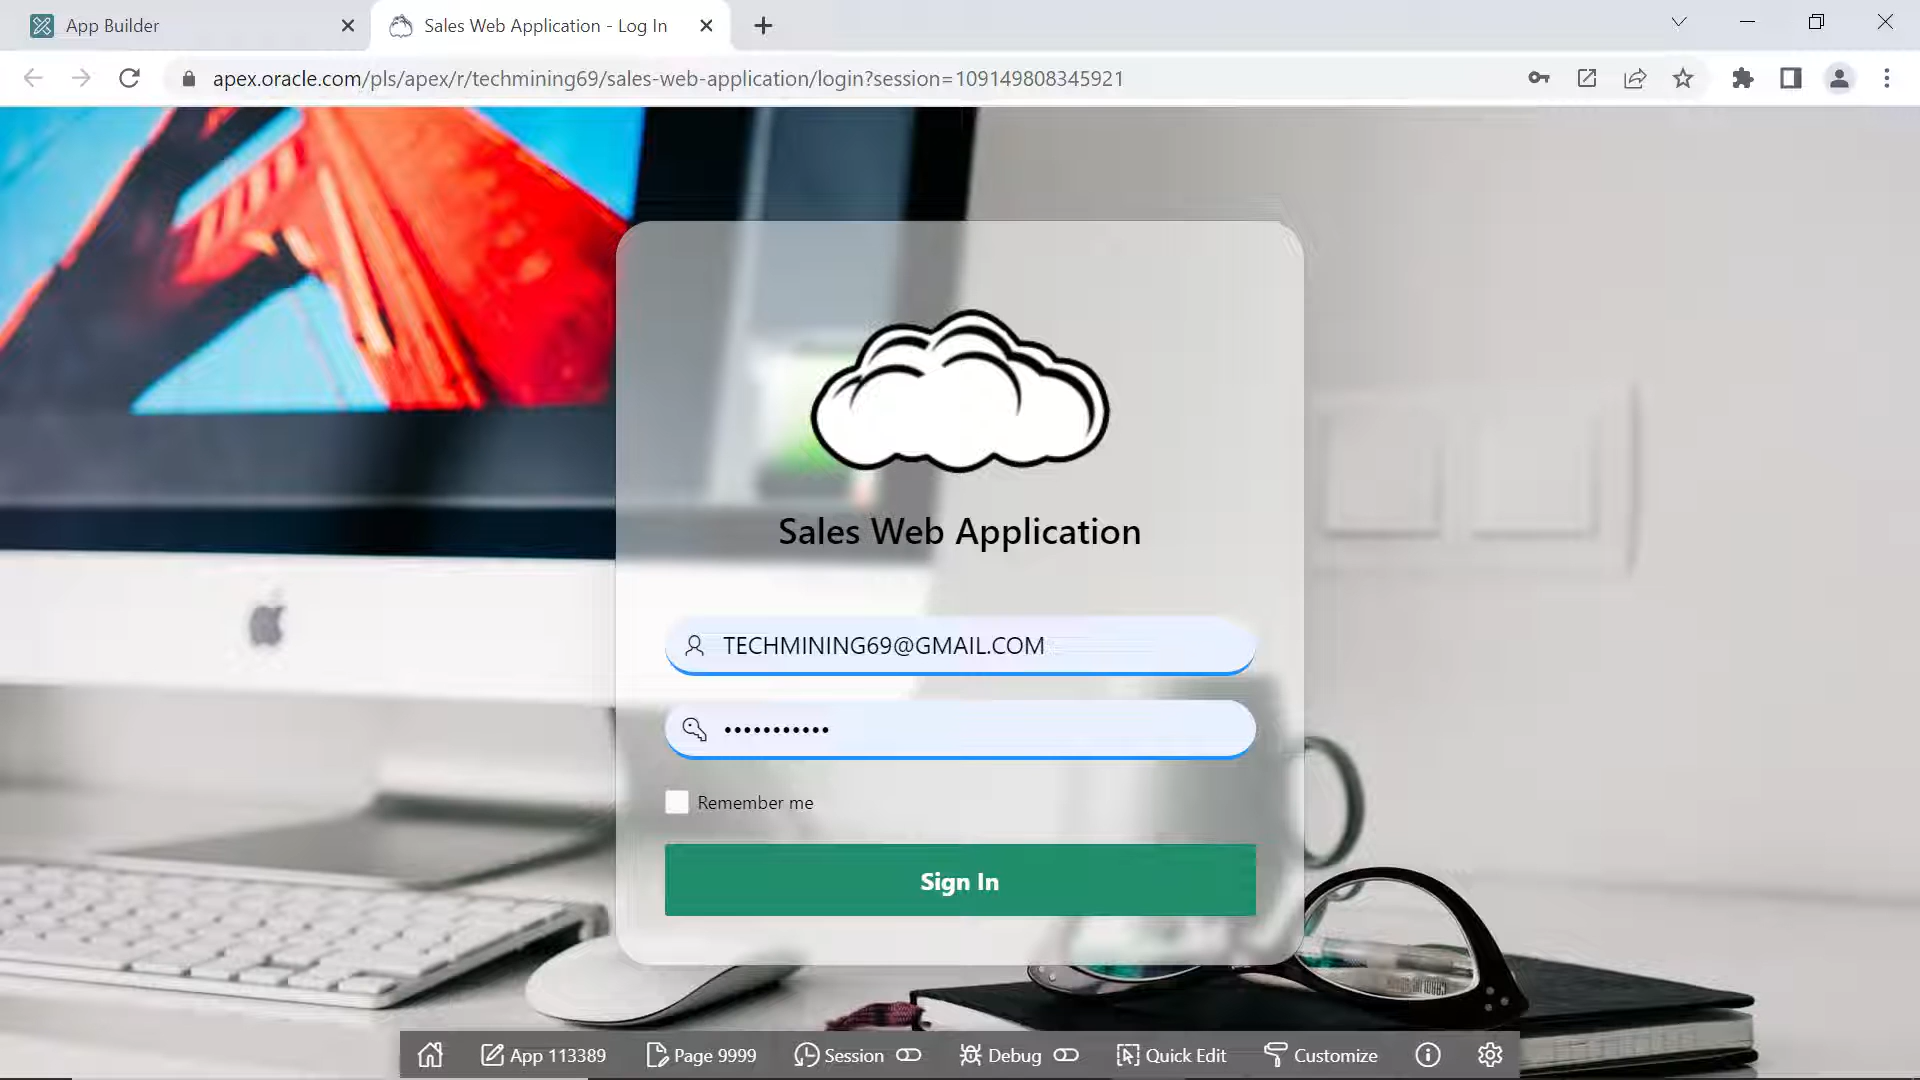 App Builder
Sales Web Application - Log In
apex.oracle.com/pls/apex/r/techmining69/sales-web-application/login?session=109149808345921
Sales Web Application
TECHMINING69@GMAIL.COM
•••••••••••
Remember me
Sign In
App 113389
Page 9999
Session
Debug
Quick Edit
Customize